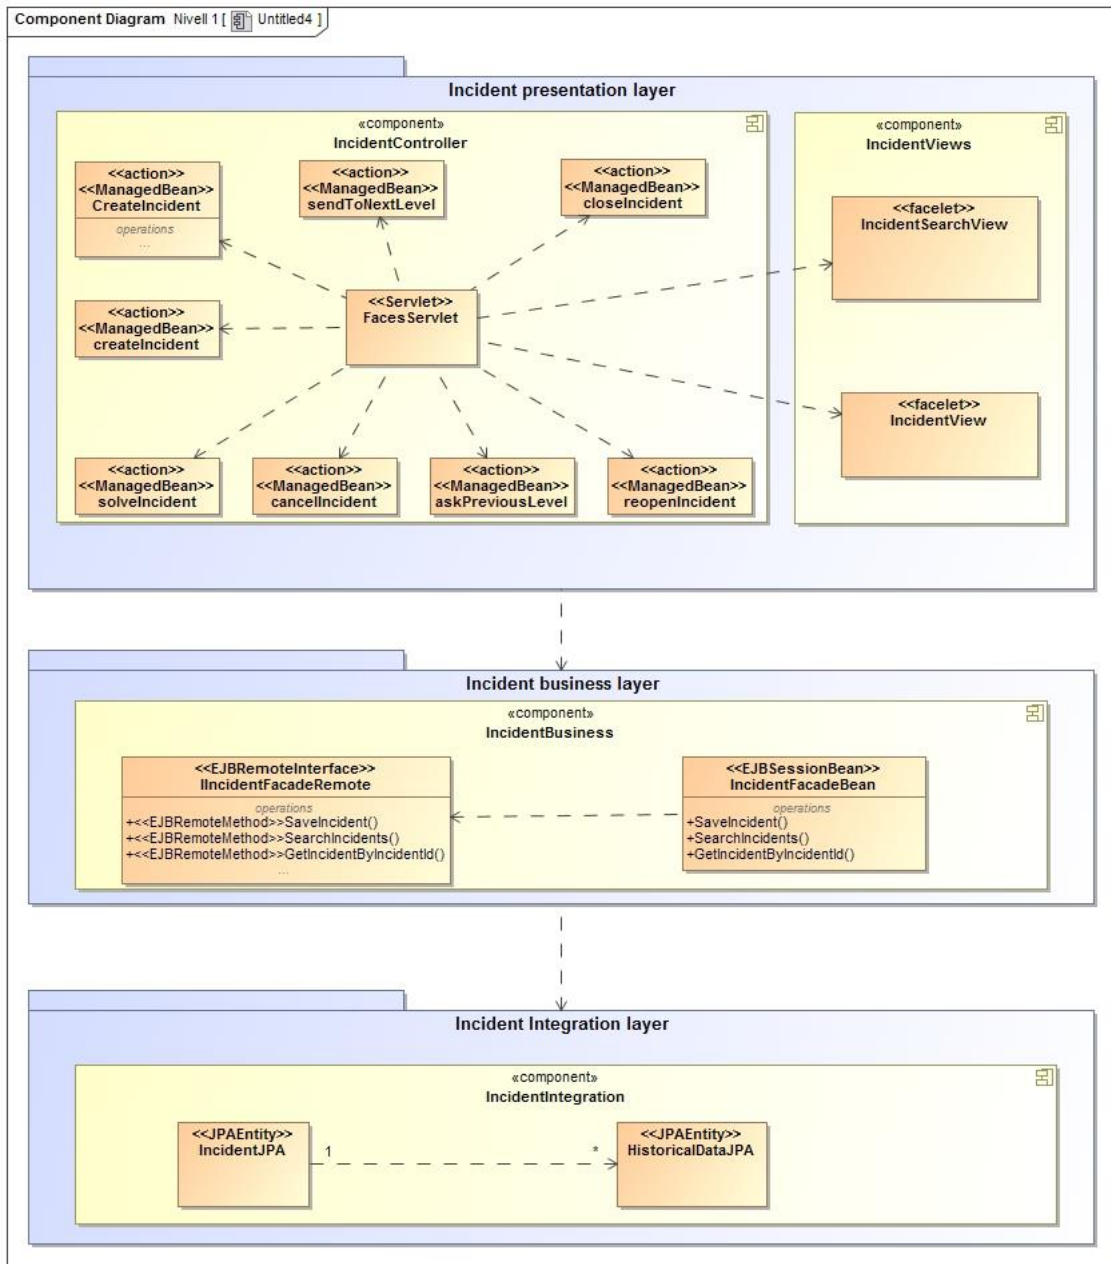 Component Diagram Nivell 1 [ Untitled4 ]
Incident presentation layer
«component»
IncidentController
<<action>>
<<ManagedBean>>
CreateIncident
operations
...
<<action>>
<<ManagedBean>>
sendToNextLevel
<<action>>
<<ManagedBean>>
closeIncident
<<Servlet>>
FacesServlet
<<action>>
<<ManagedBean>>
createIncident
<<action>>
<<ManagedBean>>
solveIncident
<<action>>
<<ManagedBean>>
cancelIncident
<<action>>
<<ManagedBean>>
askPreviousLevel
<<action>>
<<ManagedBean>>
reopenIncident
«component»
IncidentViews
<<facelet>>
IncidentSearchView
<<facelet>>
IncidentView
Incident business layer
«component»
IncidentBusiness
<<EJBRemoteInterface>>
IIncidentFacadeRemote
operations
+<<EJBRemoteMethod>>SaveIncident()
+<<EJBRemoteMethod>>SearchIncidents()
+<<EJBRemoteMethod>>GetIncidentByIncidentId()
...
<<EJBSessionBean>>
IncidentFacadeBean
operations
+SaveIncident()
+SearchIncidents()
+GetIncidentByIncidentId()
Incident Integration layer
«component»
IncidentIntegration
<<JPAEntity>>
IncidentJPA
1
*
<<JPAEntity>>
HistoricalDataJPA